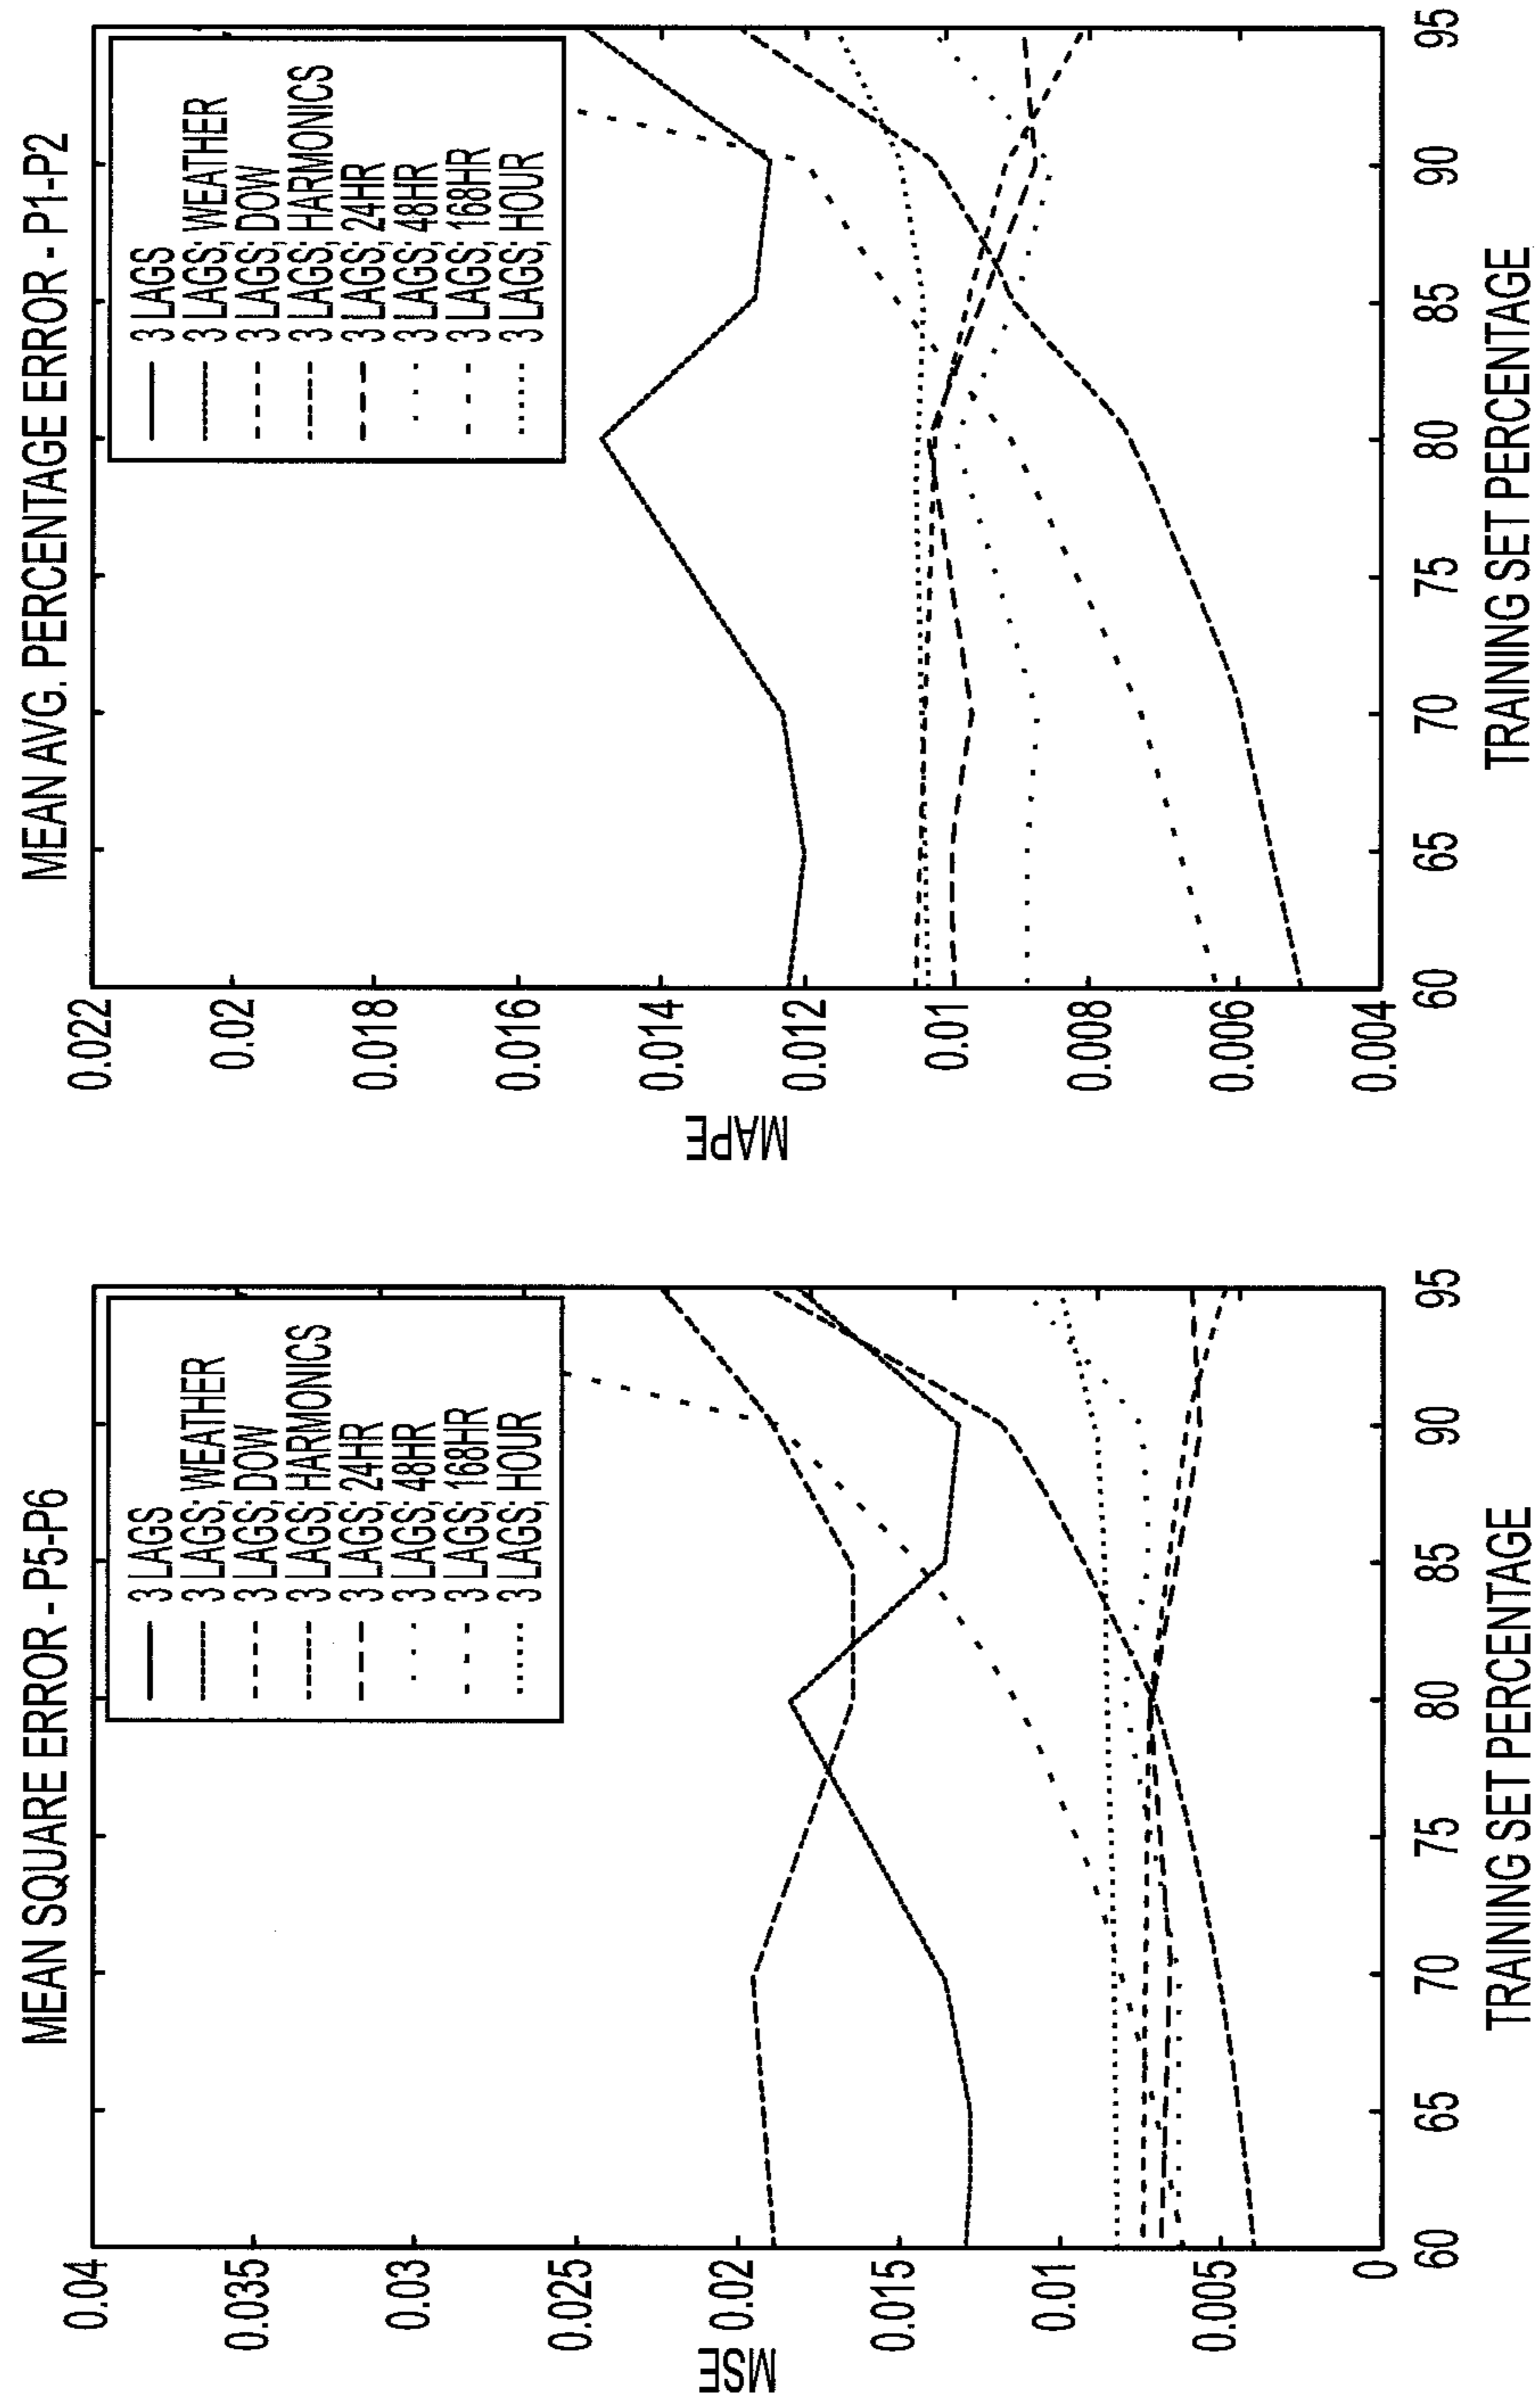 MEAN SQUARE ERROR - P5-P6
3 LAGS
3 LAGS; WEATHER
3 LAGS; DOW
3 LAGS; HARMONICS
3 LAGS; 24HR
3 LAGS; 48HR
3 LAGS; 168HR
3 LAGS; HOUR
MSE
0.04
0.035
0.03
0.025
0.02
0.015
0.01
0.005
0
60
65
70
75
80
85
90
95
TRAINING SET PERCENTAGE
MEAN AVG. PERCENTAGE ERROR - P1-P2
3 LAGS
3 LAGS; WEATHER
3 LAGS; DOW
3 LAGS; HARMONICS
3 LAGS; 24HR
3 LAGS; 48HR
3 LAGS; 168HR
3 LAGS; HOUR
MAPE
0.022
0.02
0.018
0.016
0.014
0.012
0.01
0.008
0.006
0.004
60
65
70
75
80
85
90
95
TRAINING SET PERCENTAGE